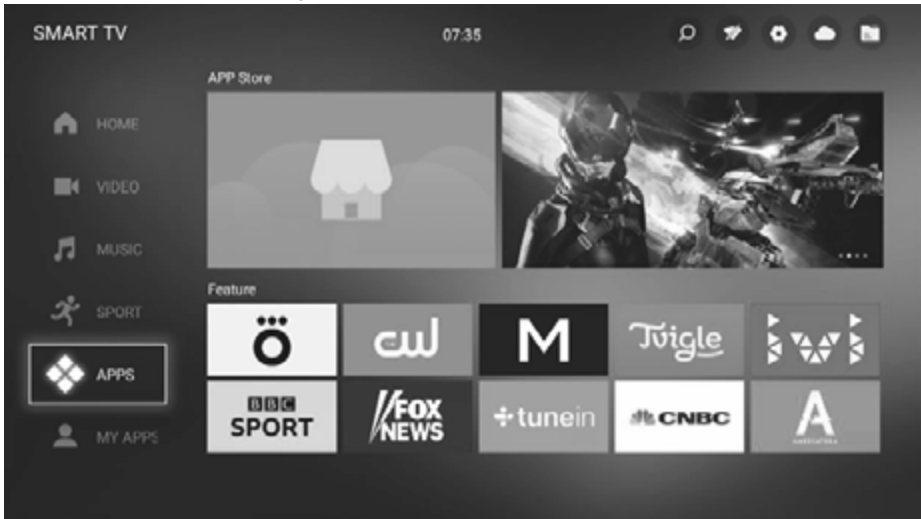 SMART TV
07:35
APP Store
HOME
VIDEO
MUSIC
SPORT
APPS
MY APPS
Feature
ö
cw
M
Tvigle
ivi
BBC
SPORT
FOX
NEWS
tunein
CNBC
A